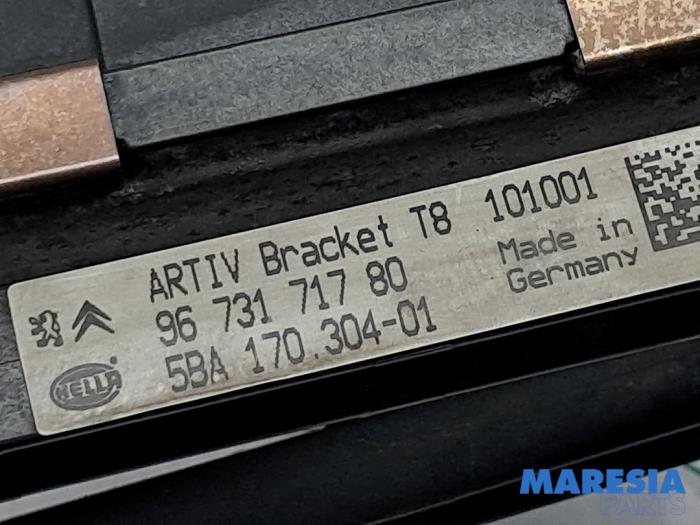 ARTIV Bracket T8 101001
96 731 717 80
5BA 170.304-01
Made in
Germany
HELLA
MARESIA
PARTS